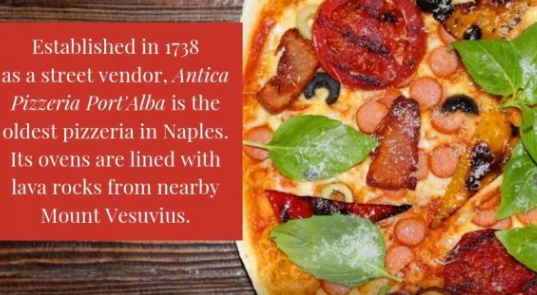 Established in 1738
as a street vendor, Antica
Pizzeria Port'Alba is the
oldest pizzeria in Naples.
Its ovens are lined with
lava rocks from nearby
Mount Vesuvius.